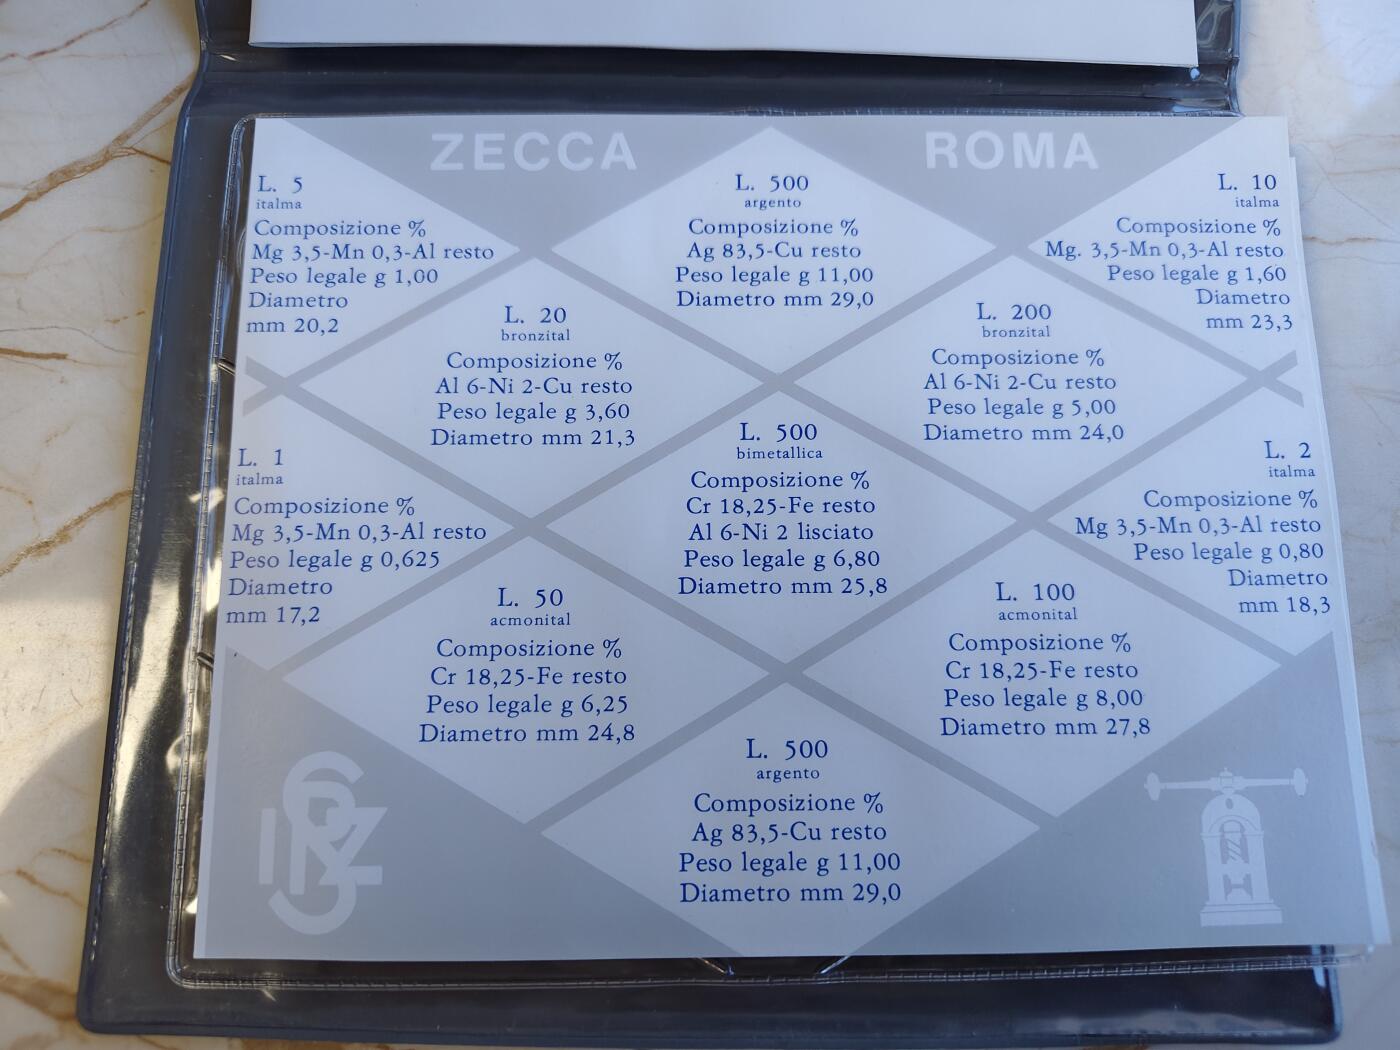 ZECCA ROMA
L. 5
italma
Composizione %
Mg 3,5-Mn 0,3-Al resto
Peso legale g 1,00
Diametro
mm 20,2
L. 500
argento
Composizione %
Ag 83,5-Cu resto
Peso legale g 11,00
Diametro mm 29,0
L. 10
italma
Composizione %
Mg. 3,5-Mn 0,3-Al resto
Peso legale g 1,60
Diametro
mm 23,3
L. 20
bronzital
Composizione %
Al 6-Ni 2-Cu resto
Peso legale g 3,60
Diametro mm 21,3
L. 200
bronzital
Composizione %
Al 6-Ni 2-Cu resto
Peso legale g 5,00
Diametro mm 24,0
L. 1
italma
Composizione %
Mg 3,5-Mn 0,3-Al resto
Peso legale g 0,625
Diametro
mm 17,2
L. 500
bimetallica
Composizione %
Cr 18,25-Fe resto
Al 6-Ni 2 lisciato
Peso legale g 6,80
Diametro mm 25,8
L. 2
italma
Composizione %
Mg 3,5-Mn 0,3-Al resto
Peso legale g 0,80
Diametro
mm 18,3
L. 50
acmonital
Composizione %
Cr 18,25-Fe resto
Peso legale g 6,25
Diametro mm 24,8
L. 100
acmonital
Composizione %
Cr 18,25-Fe resto
Peso legale g 8,00
Diametro mm 27,8
L. 500
argento
Composizione %
Ag 83,5-Cu resto
Peso legale g 11,00
Diametro mm 29,0